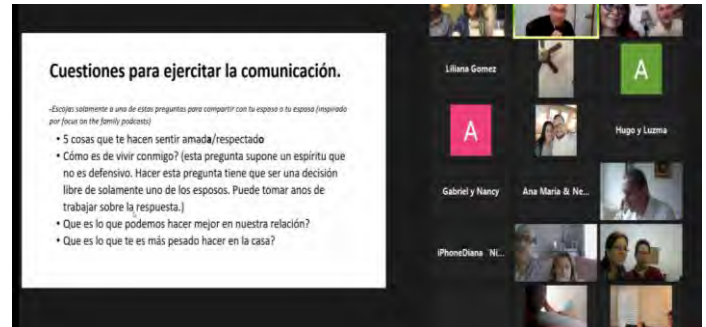 Cuestiones para ejercitar la comunicación.
-Escojas solamente a una de estas preguntas para compartir con tu esposo o tu esposa (inspirado
por focus on the family podcasts)
• 5 cosas que te hacen sentir amada/respectado
• Cómo es de vivir conmigo? (esta pregunta supone un espíritu que
no es defensivo. Hacer esta pregunta tiene que ser una decisión
libre de solamente uno de los esposos. Puede tomar anos de
trabajar sobre la respuesta.)
• Que es lo que podemos hacer mejor en nuestra relación?
• Que es lo que te es más pesado hacer en la casa?
Liliana Gomez
A
A
Hugo y Luzma
Gabriel y Nancy
Ana Maria & Ne...
iPhoneDiana Ni...